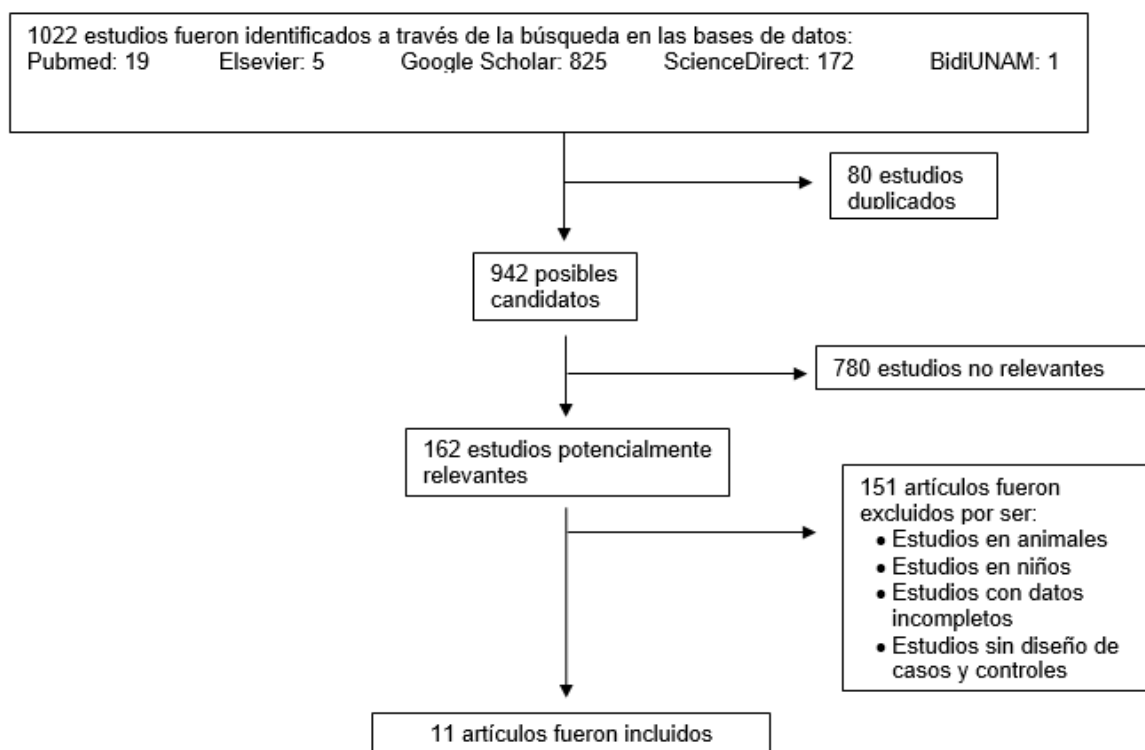 1022 estudios fueron identificados a través de la búsqueda en las bases de datos:
Pubmed: 19 Elsevier: 5 Google Scholar: 825 ScienceDirect: 172 BidiUNAM: 1
80 estudios
duplicados
942 posibles
candidatos
780 estudios no relevantes
162 estudios potencialmente
relevantes
151 artículos fueron
excluidos por ser:
• Estudios en animales
• Estudios en niños
• Estudios con datos
incompletos
• Estudios sin diseño de
casos y controles
11 artículos fueron incluidos